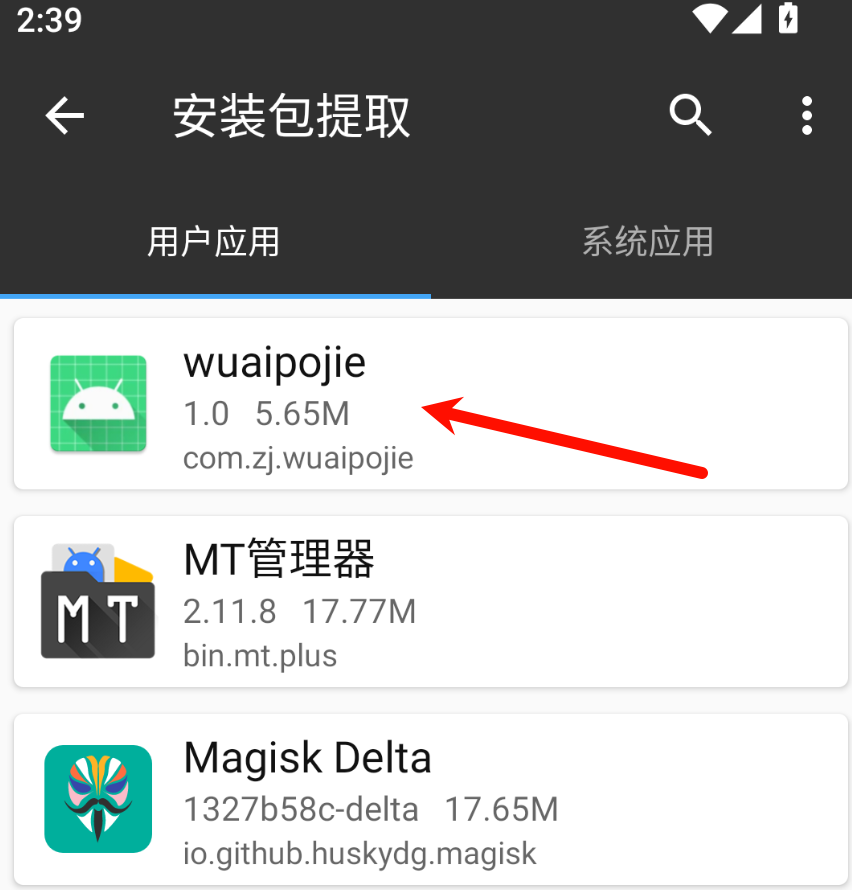 2:39
安装包提取
用户应用 系统应用
wuaipojie
1.0 5.65M
com.zj.wuaipojie
MT管理器
2.11.8 17.77M
bin.mt.plus
MT
Magisk Delta
1327b58c-delta 17.65M
io.github.huskydg.magisk